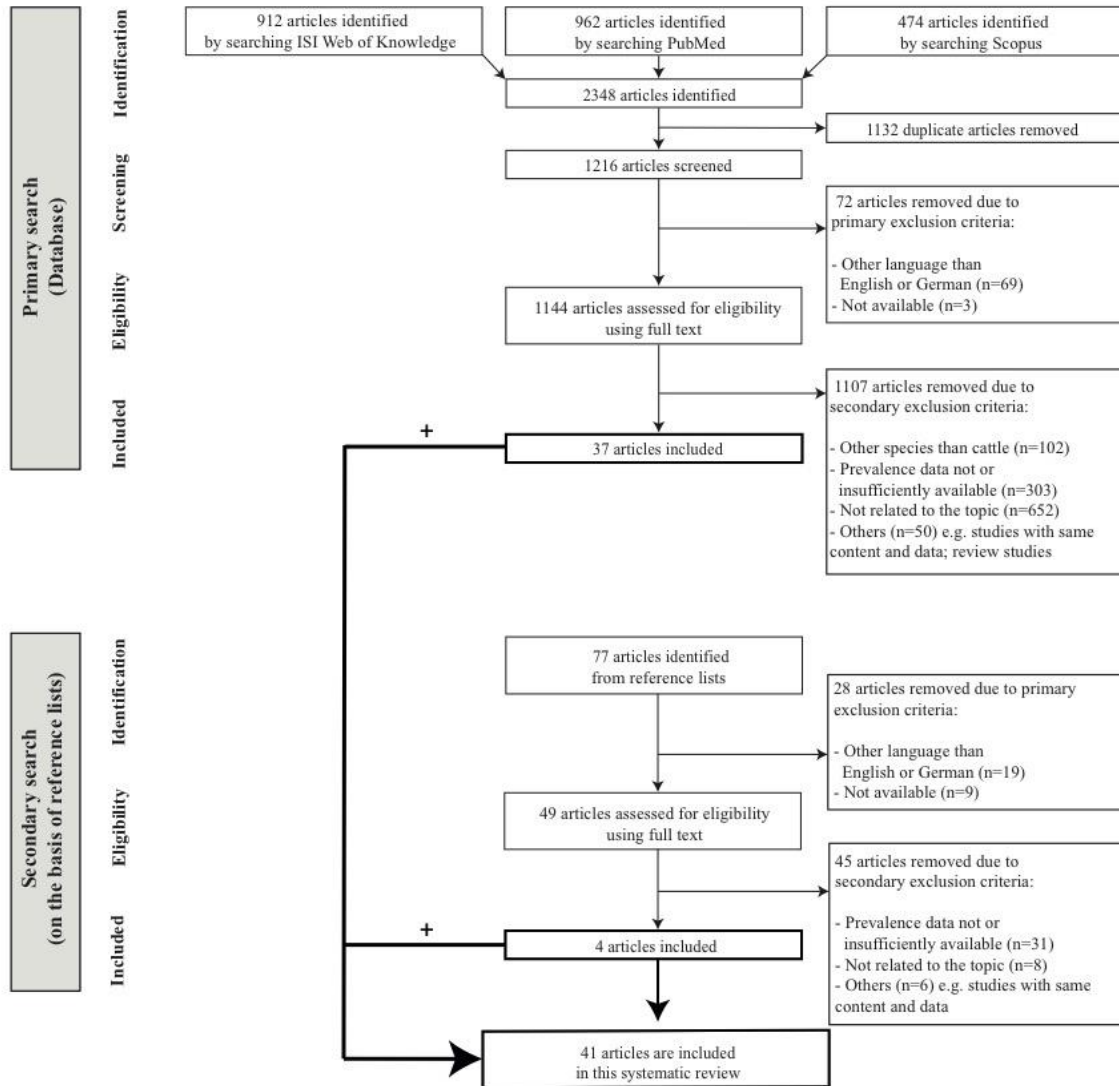 912 articles identified
by searching ISI Web of Knowledge
962 articles identified
by searching PubMed
474 articles identified
by searching Scopus
2348 articles identified
1132 duplicate articles removed
1216 articles screened
72 articles removed due to
primary exclusion criteria:
- Other language than
English or German (n=69)
- Not available (n=3)
1144 articles assessed for eligibility
using full text
1107 articles removed due to
secondary exclusion criteria:
- Other species than cattle (n=102)
- Prevalence data not or
insufficiently available (n=303)
- Not related to the topic (n=652)
- Others (n=50) e.g. studies with same
content and data; review studies
+
37 articles included
Primary search
(Database)
Identification
Screening
Eligibility
Included
77 articles identified
from reference lists
28 articles removed due to primary
exclusion criteria:
- Other language than
English or German (n=19)
- Not available (n=9)
49 articles assessed for eligibility
using full text
45 articles removed due to
secondary exclusion criteria:
- Prevalence data not or
insufficiently available (n=31)
- Not related to the topic (n=8)
- Others (n=6) e.g. studies with same
content and data
+
4 articles included
Secondary search
(on the basis of reference lists)
Identification
Eligibility
Included
41 articles are included
in this systematic review